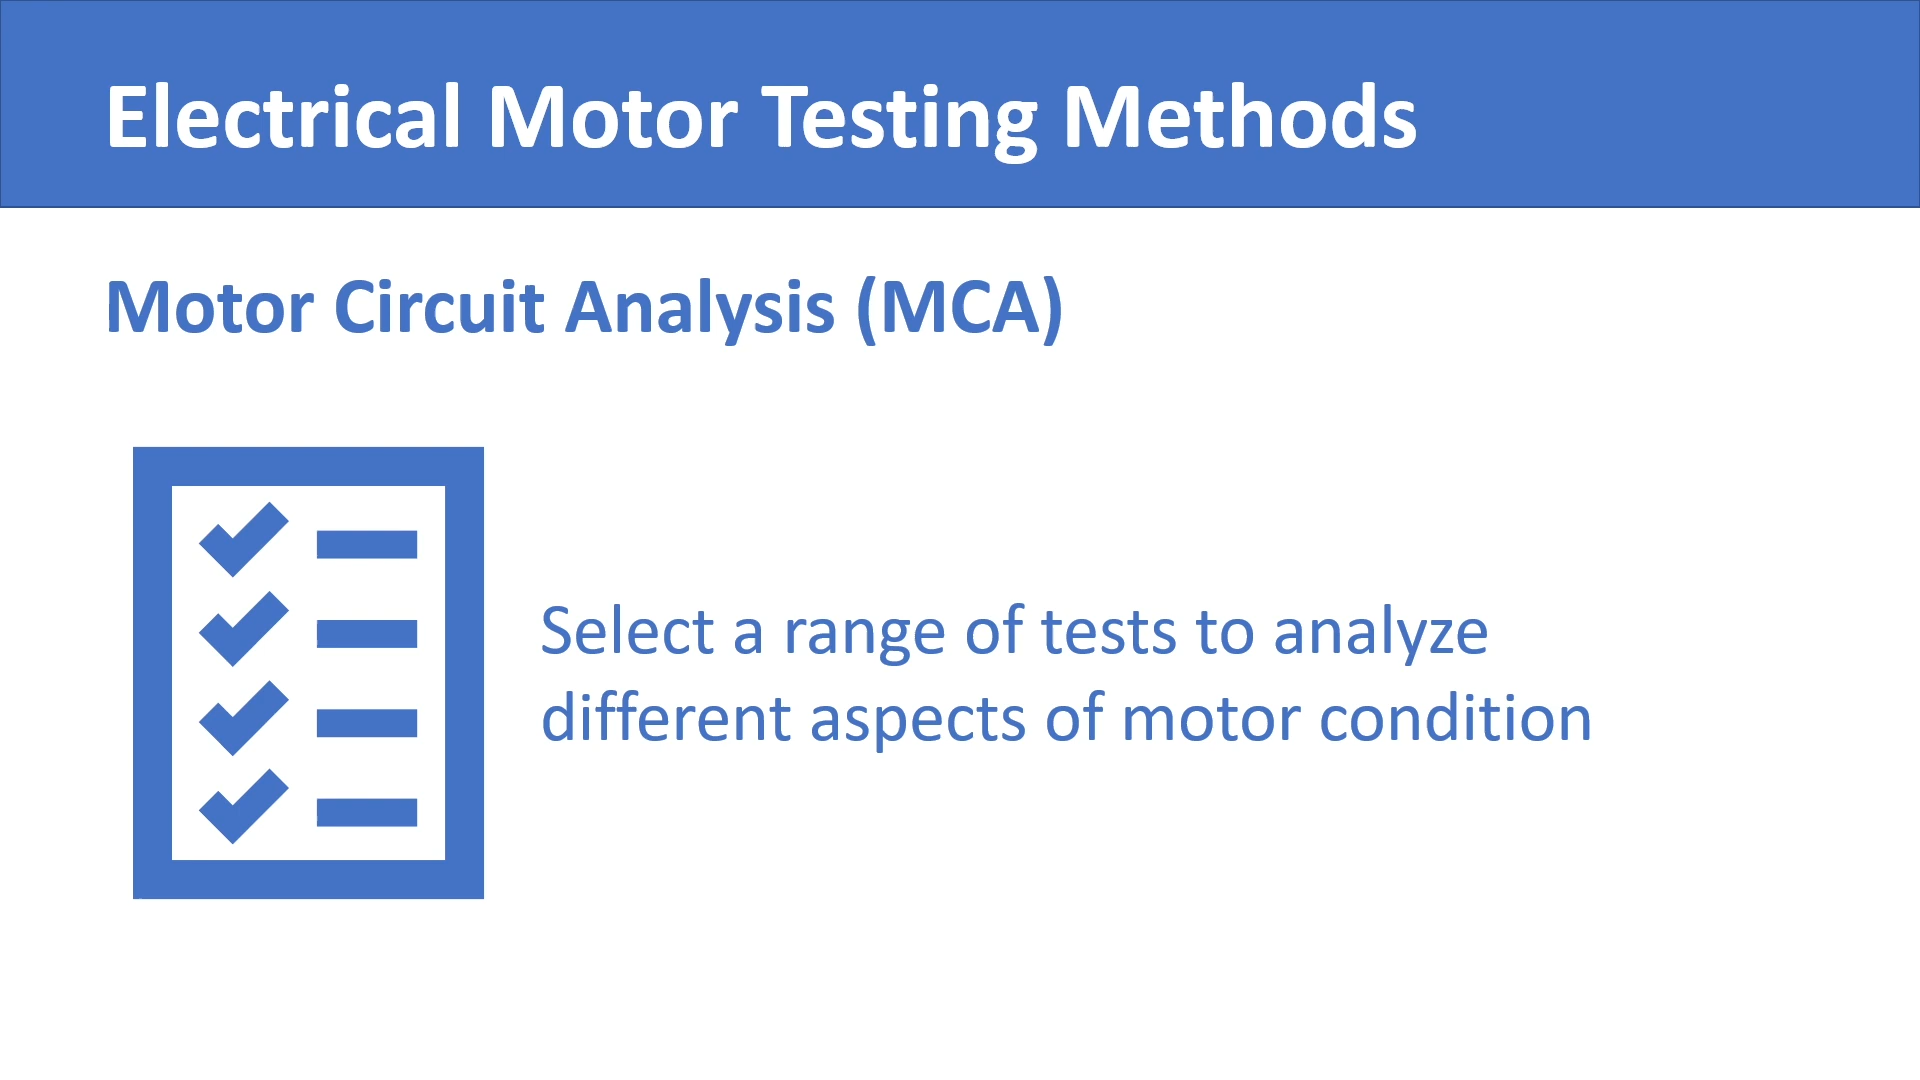 Electrical Motor Testing Methods
Motor Circuit Analysis (MCA)
Select a range of tests to analyze
different aspects of motor condition